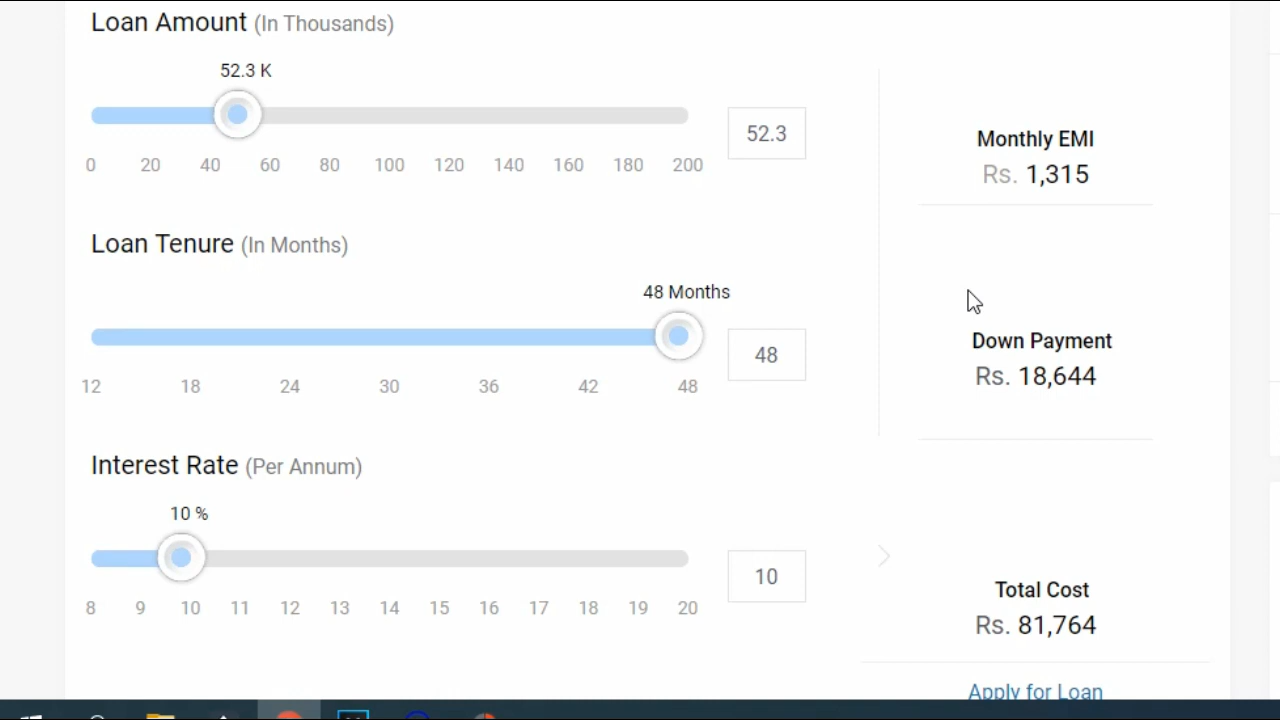 Loan Amount (In Thousands)
52.3 K
52.3
0 20 40 60 80 100 120 140 160 180 200
Loan Tenure (In Months)
48 Months
48
12 18 24 30 36 42 48
Interest Rate (Per Annum)
10 %
10
8 9 10 11 12 13 14 15 16 17 18 19 20
Monthly EMI
Rs. 1,315
Down Payment
Rs. 18,644
Total Cost
Rs. 81,764
Apply for Loan